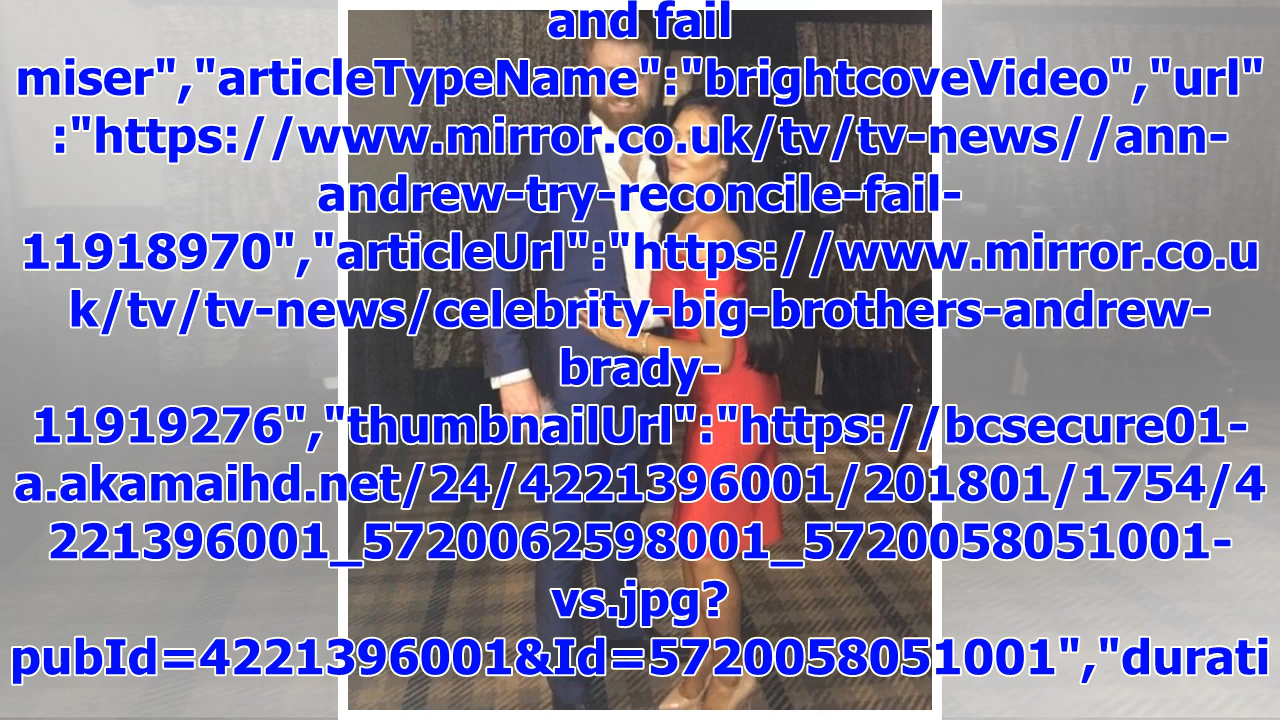 and fail
miser","articleTypeName":"brightcoveVideo","url"
:"https://www.mirror.co.uk/tv/tv-news//ann-
andrew-try-reconcile-fail-
11918970","articleUrl":"https://www.mirror.co.u
k/tv/tv-news/celebrity-big-brothers-andrew-
brady-
11919276","thumbnailUrl":"https://bcsecure01-
a.akamaihd.net/24/4221396001/201801/1754/4
221396001_5720062598001_5720058051001-
vs.jpg?
pubId=4221396001&Id=5720058051001","durati